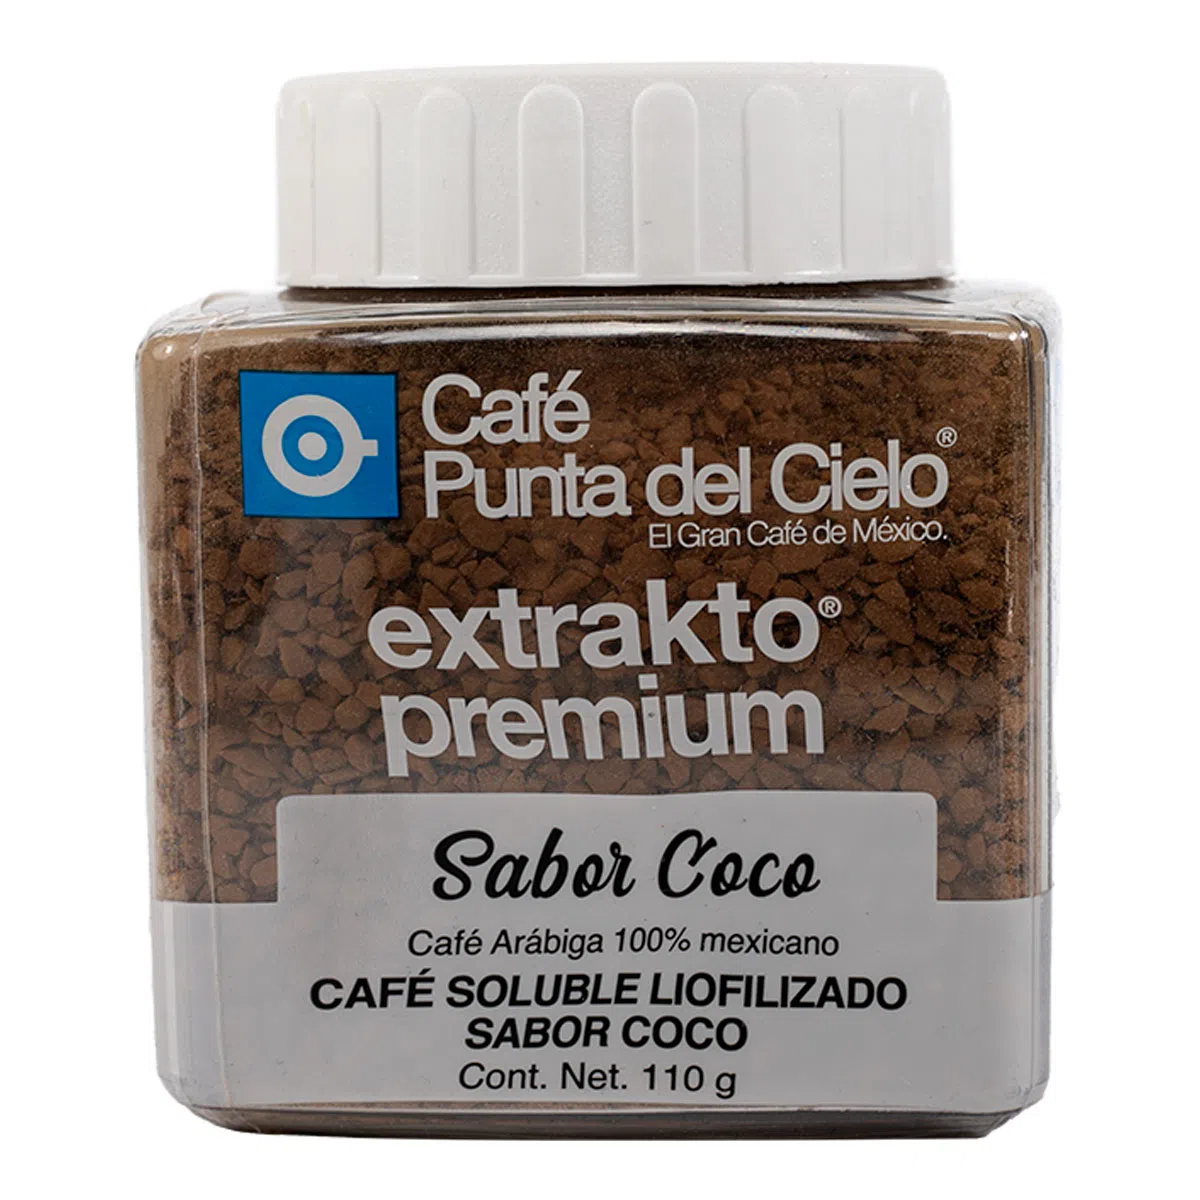 Café
Punta del Cielo®
El Gran Café de México.
extrakto®
premium
Sabor Coco
Café Arábiga 100% mexicano
CAFÉ SOLUBLE LIOFILIZADO
SABOR COCO
Cont. Net. 110 g